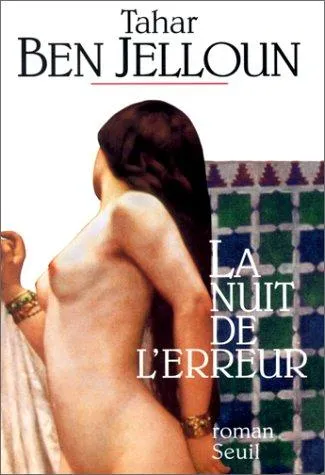 Tahar
BEN JELLOUN
LA
NUIT
DE
L'ERREUR
roman
Seuil